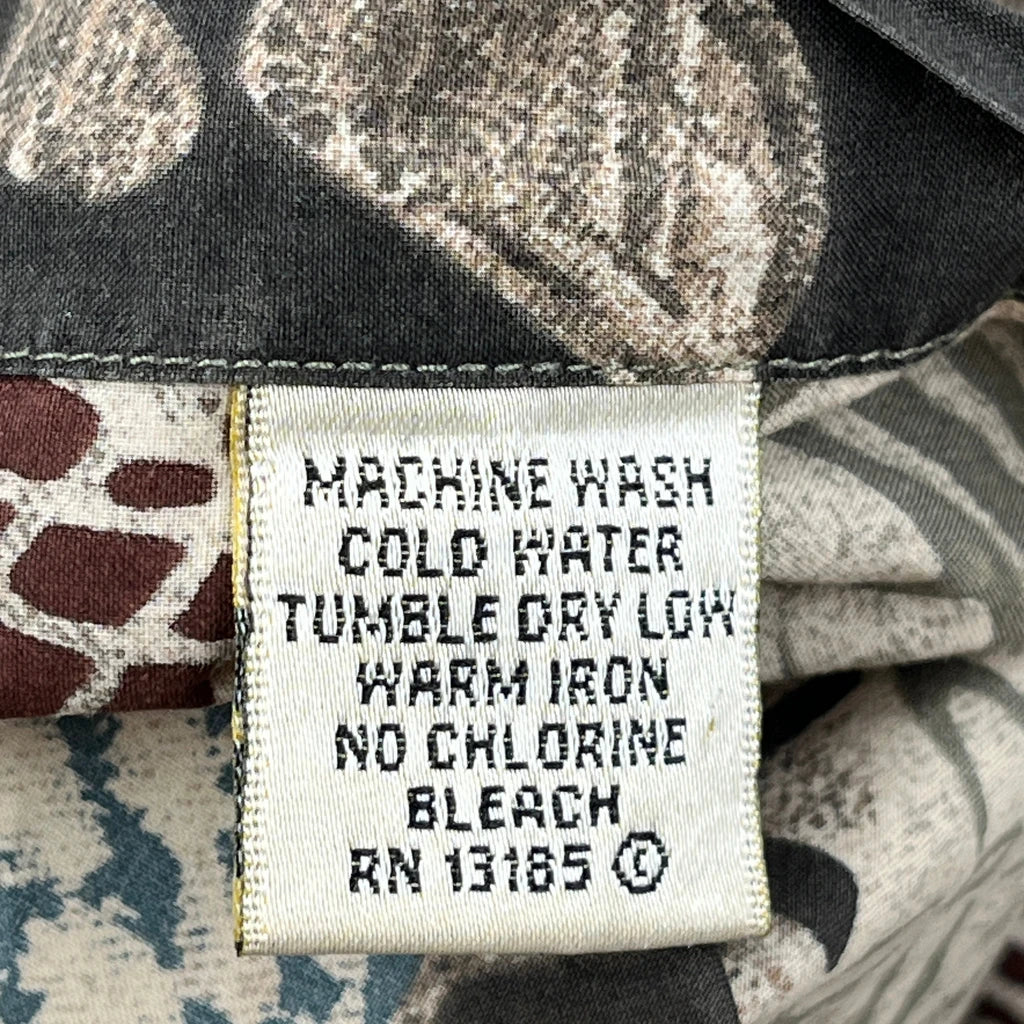 MACHINE WASH
COLD WATER
TUMBLE DRY LOW
WARM IRON
NO CHLORINE
BLEACH
RN 13165 ©